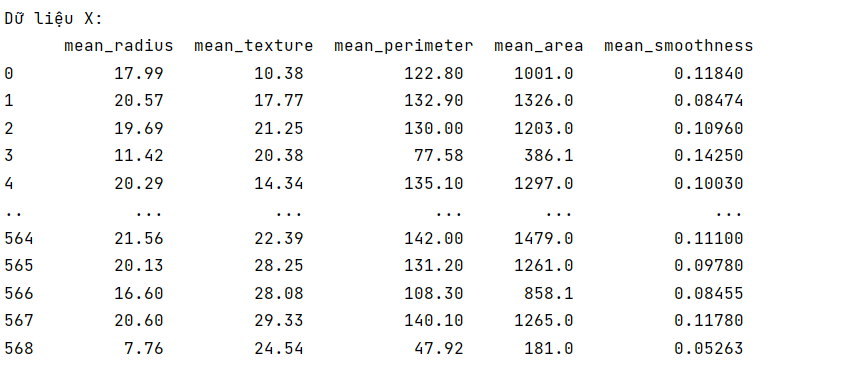 Dữ liệu X:
mean_radius mean_texture mean_perimeter mean_area mean_smoothness
0 17.99 10.38 122.80 1001.0 0.11840
1 20.57 17.77 132.90 1326.0 0.08474
2 19.69 21.25 130.00 1203.0 0.10960
3 11.42 20.38 77.58 386.1 0.14250
4 20.29 14.34 135.10 1297.0 0.10030
.. ... ... ... ... ...
564 21.56 22.39 142.00 1479.0 0.11100
565 20.13 28.25 131.20 1261.0 0.09780
566 16.60 28.08 108.30 858.1 0.08455
567 20.60 29.33 140.10 1265.0 0.11780
568 7.76 24.54 47.92 181.0 0.05263